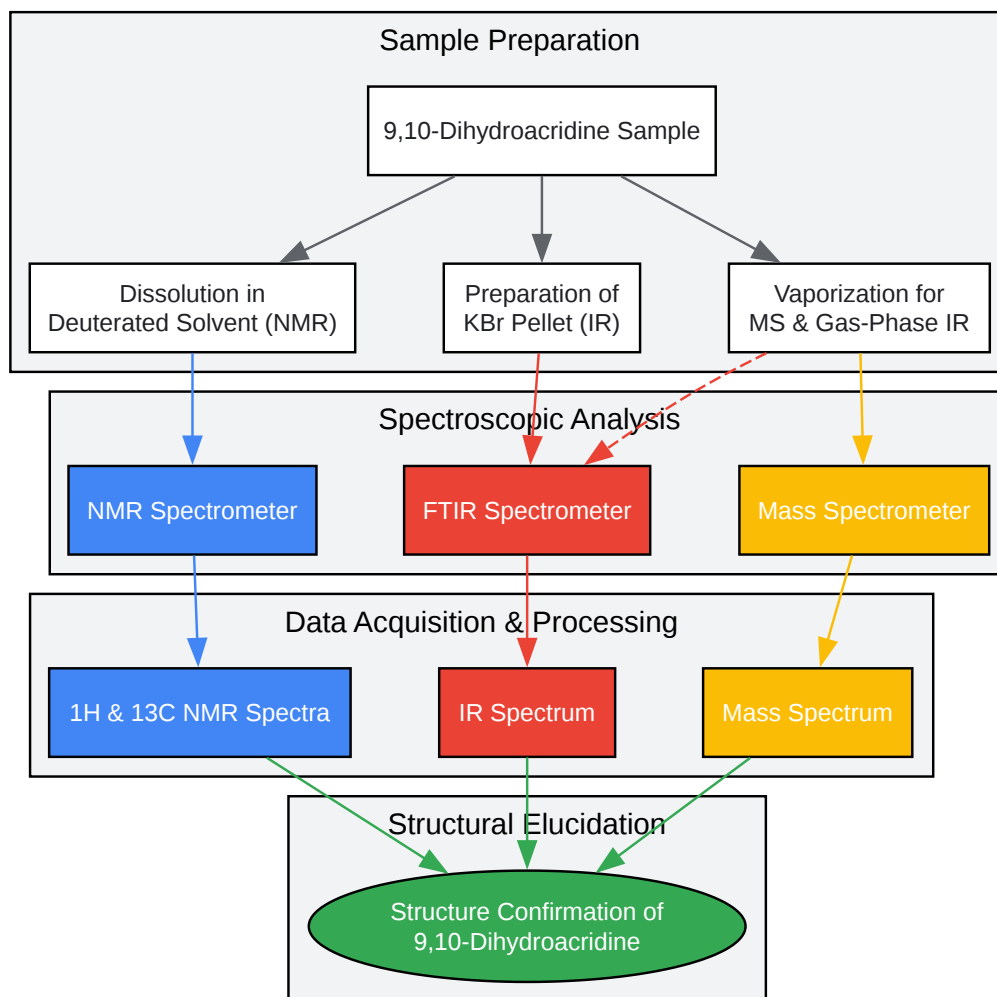 Sample Preparation
9,10-Dihydroacridine Sample
Dissolution in
Deuterated Solvent (NMR)
Preparation of
KBr Pellet (IR)
Vaporization for
MS & Gas-Phase IR
Spectroscopic Analysis
NMR Spectrometer
FTIR Spectrometer
Mass Spectrometer
Data Acquisition & Processing
1H & 13C NMR Spectra
IR Spectrum
Mass Spectrum
Structural Elucidation
Structure Confirmation of
9,10-Dihydroacridine